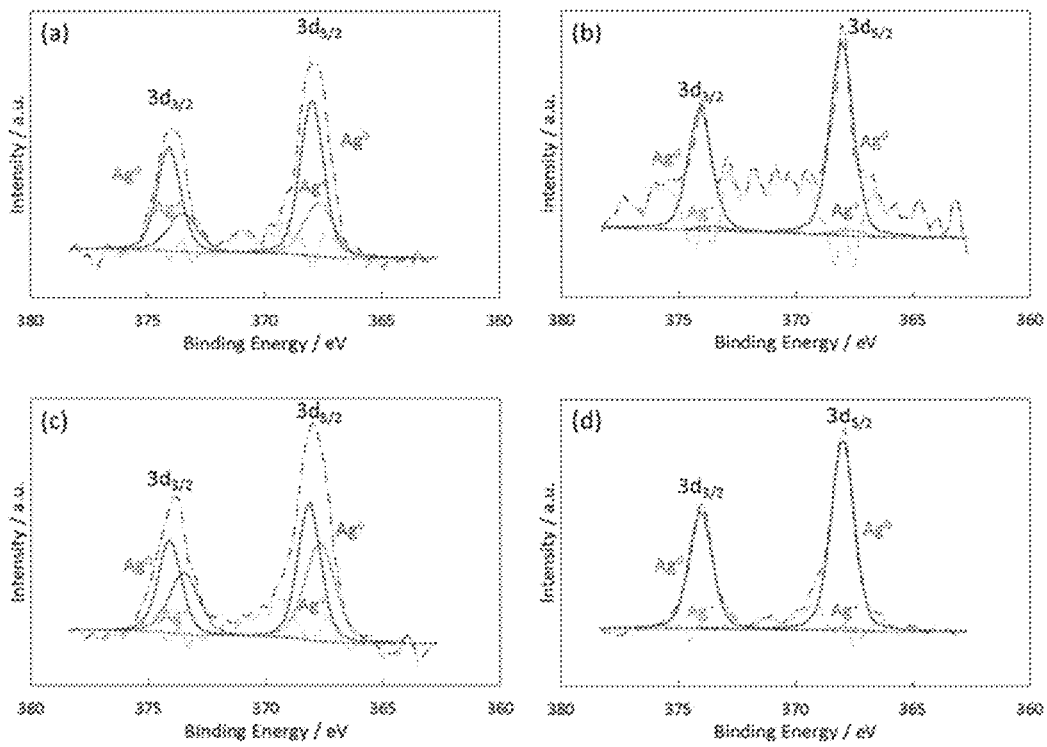 (a)
3d5/2
3d3/2
Ag0
Ag0
Ag+
Intensity / a.u.
380 375 370 365 360
Binding Energy / eV
(b)
3d5/2
3d3/2
Ag0
Ag0
Ag+
Ag+
Intensity / a.u.
380 375 370 365 360
Binding Energy / eV
(c)
3d5/2
3d3/2
Ag0
Ag0
Ag+
Ag+
Intensity / a.u.
380 375 370 365 360
Binding Energy / eV
(d)
3d5/2
3d3/2
Ag0
Ag0
Ag+
Ag+
Intensity / a.u.
380 375 370 365 360
Binding Energy / eV